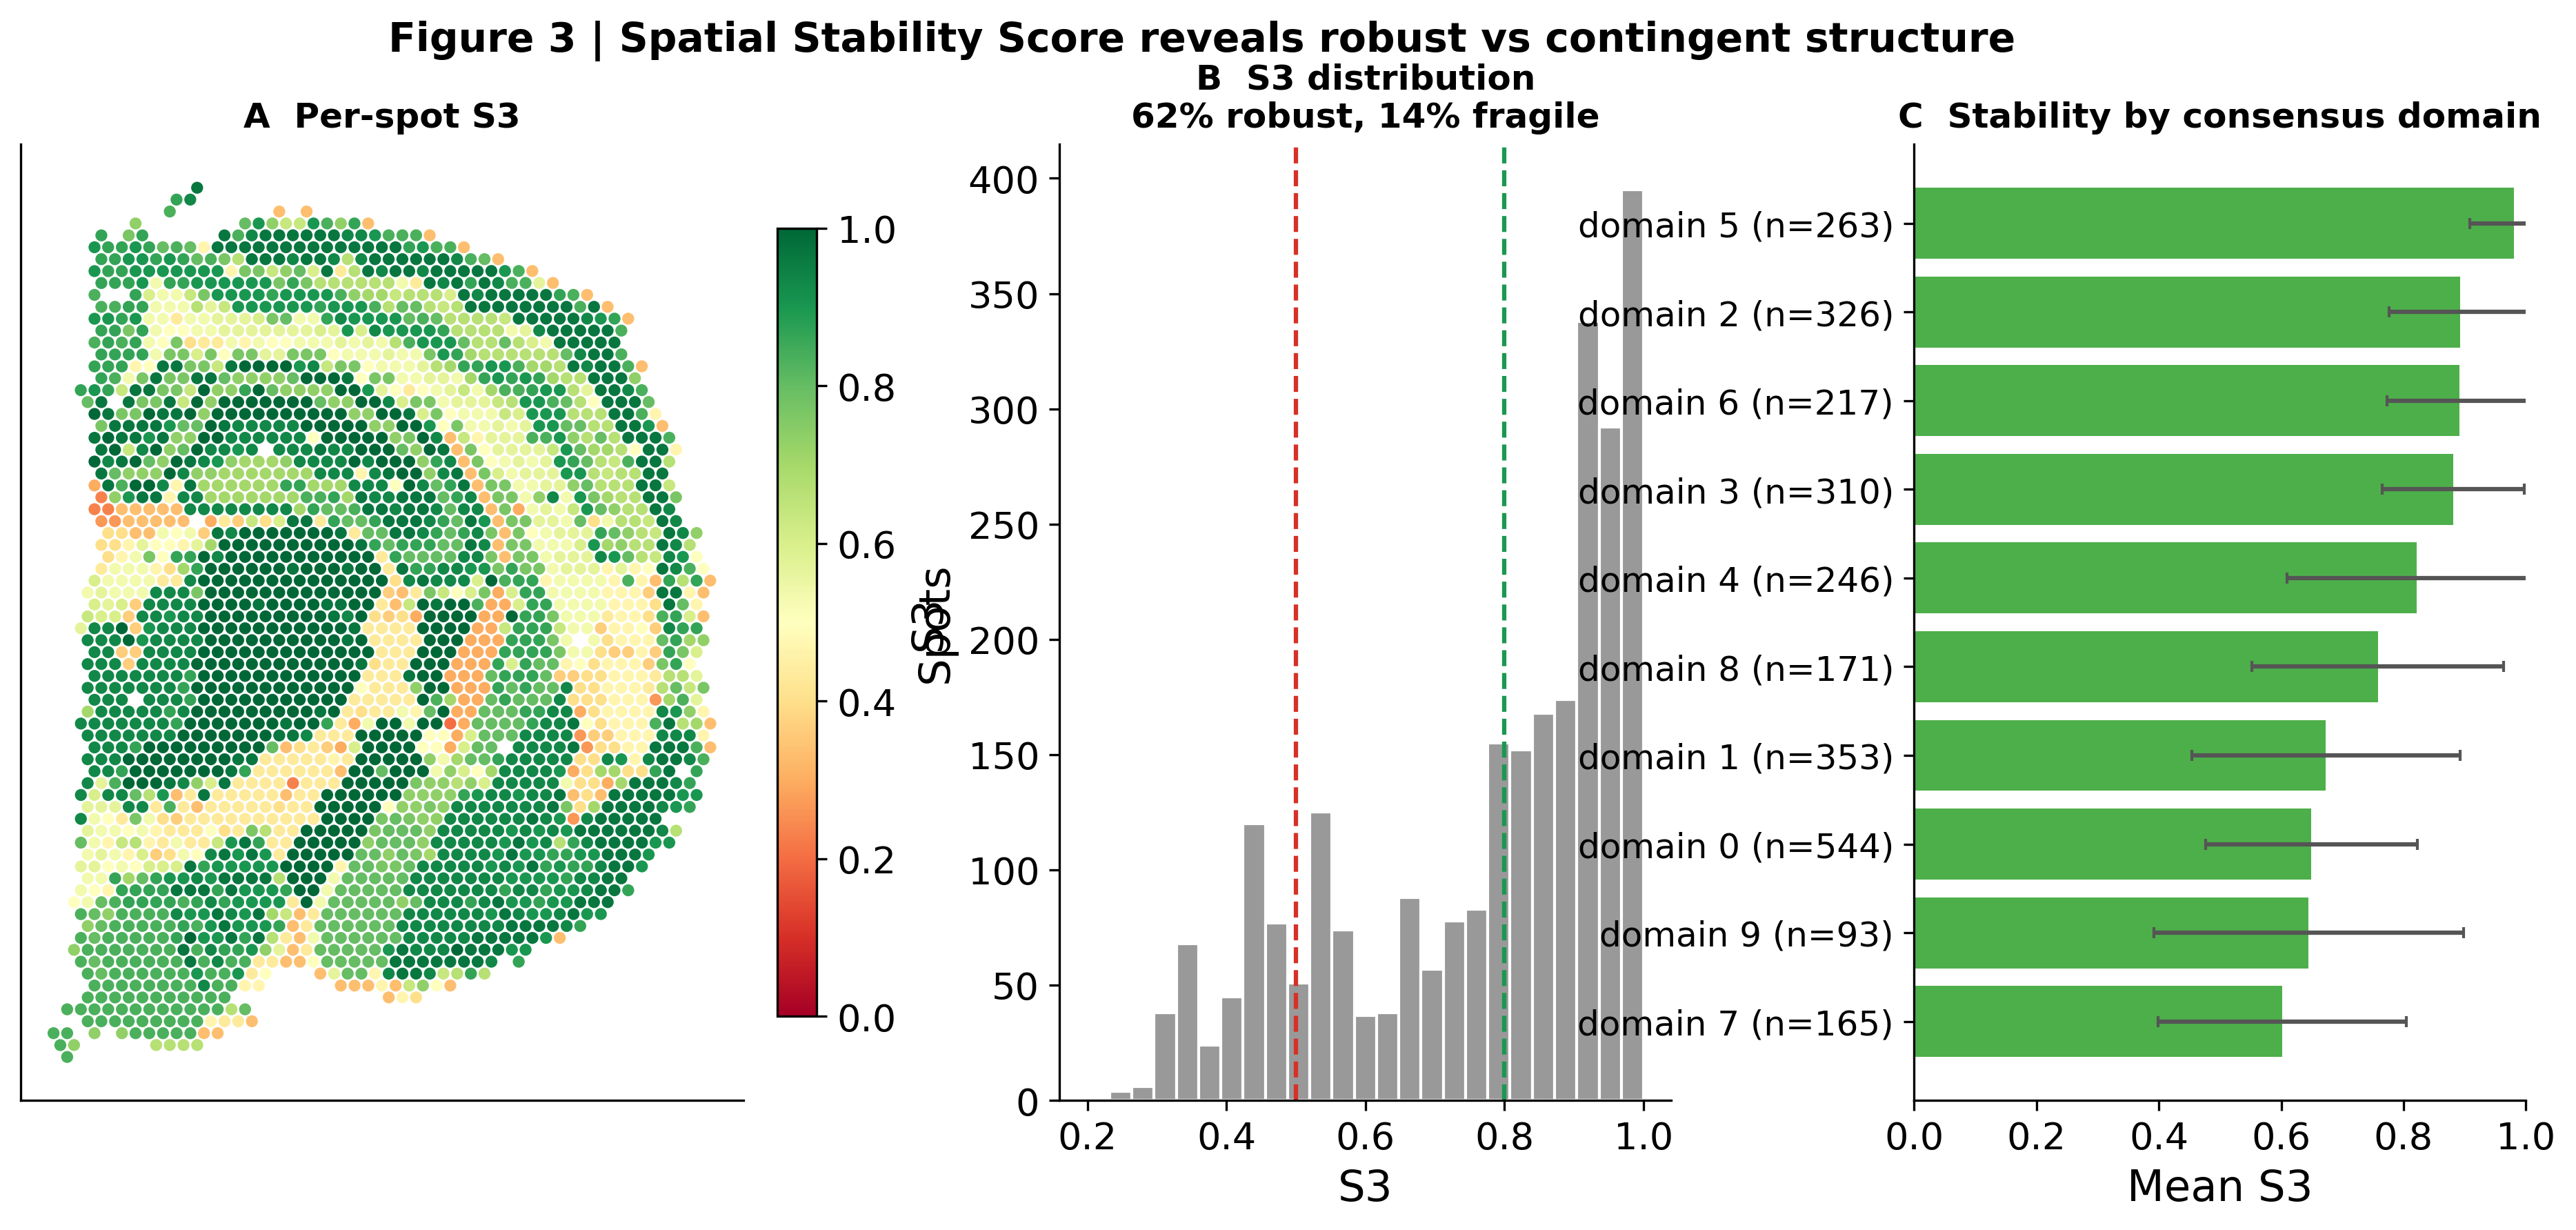 Figure 3 | Spatial Stability Score reveals robust vs contingent structure
A Per-spot S3
1.0
0.8
0.6
0.4
0.2
0.0
S3
B S3 distribution
62% robust, 14% fragile
Spots
400
350
300
250
200
150
100
50
0
0.2 0.4 0.6 0.8 1.0
S3
C Stability by consensus domain
domain 5 (n=263)
domain 2 (n=326)
domain 6 (n=217)
domain 3 (n=310)
domain 4 (n=246)
domain 8 (n=171)
domain 1 (n=353)
domain 0 (n=544)
domain 9 (n=93)
domain 7 (n=165)
0.0 0.2 0.4 0.6 0.8 1.0
Mean S3